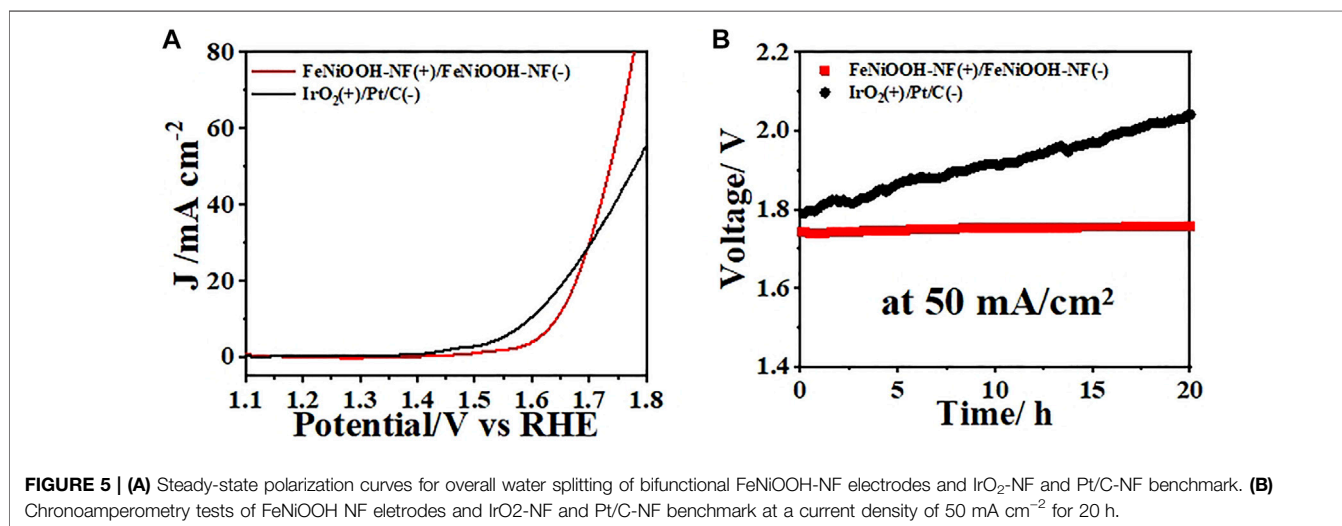 A
FeNiOOH-NF(+)/FeNiOOH-NF(-)
IrO₂(+)/Pt/C(-)
J /mA cm⁻²
80
60
40
20
0
1.1 1.2 1.3 1.4 1.5 1.6 1.7 1.8
Potential/V vs RHE
B
FeNiOOH-NF(+)/FeNiOOH-NF(-)
IrO₂(+)/Pt/C(-)
Voltage/ V
2.2
2.0
1.8
1.6
1.4
at 50 mA/cm²
0 5 10 15 20
Time/ h
FIGURE 5 | (A) Steady-state polarization curves for overall water splitting of bifunctional FeNiOOH-NF electrodes and IrO₂-NF and Pt/C-NF benchmark. (B)
Chronoamperometry tests of FeNiOOH NF eletrodes and IrO2-NF and Pt/C-NF benchmark at a current density of 50 mA cm⁻² for 20 h.